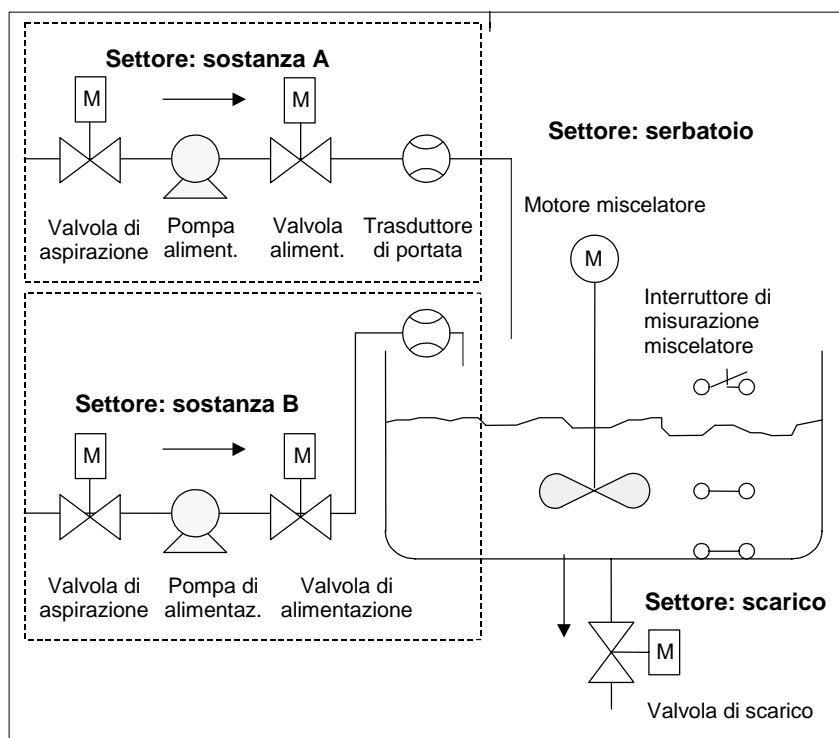 Settore: sostanza A
M
M
Valvola di
aspirazione
Pompa
aliment.
Valvola
aliment.
Trasduttore
di portata
Settore: serbatoio
Motore miscelatore
M
Interruttore di
misurazione
miscelatore
Settore: sostanza B
M
M
Valvola di
aspirazione
Pompa di
alimentaz.
Valvola di
alimentazione
Settore: scarico
M
Valvola di scarico